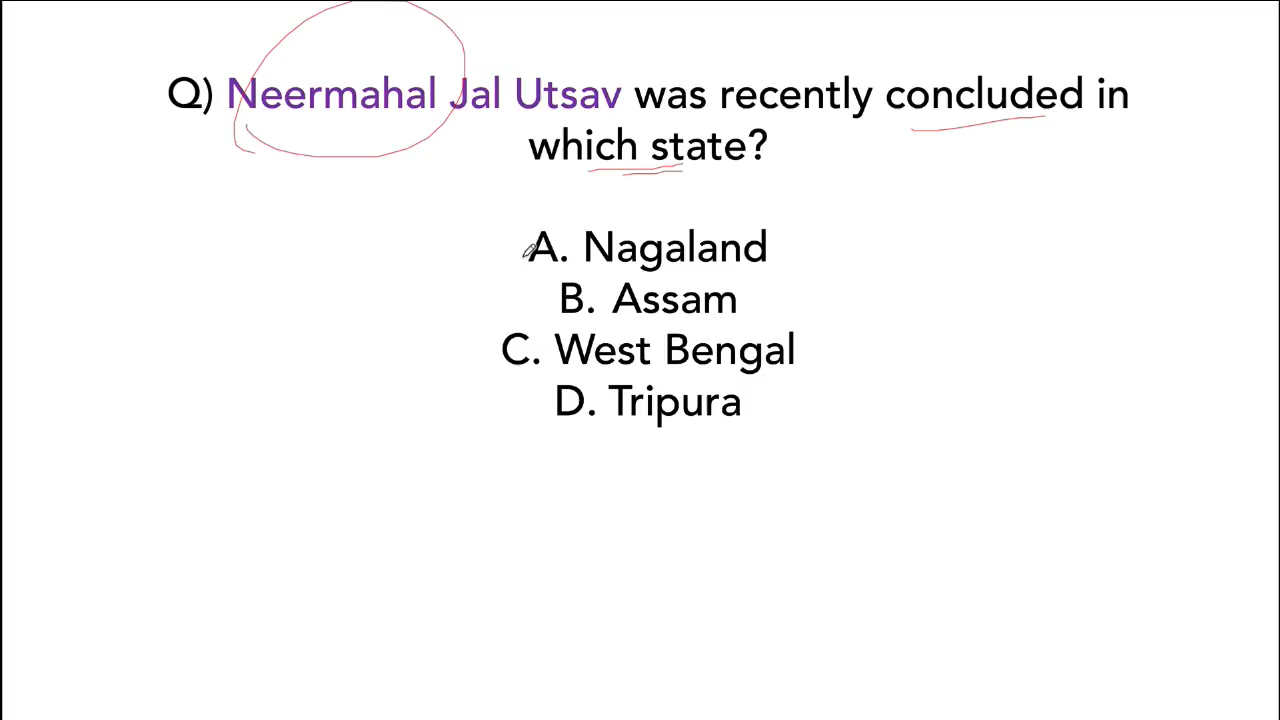 Q) Neermahal Jal Utsav was recently concluded in
which state?
A. Nagaland
B. Assam
C. West Bengal
D. Tripura